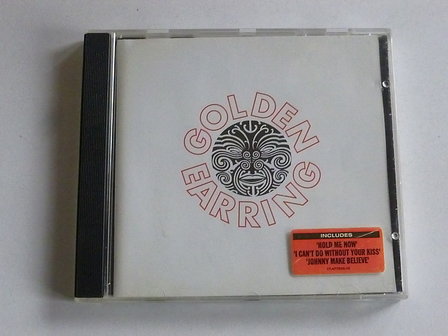 GOLDEN
EARRING
INCLUDES
'HOLD ME NOW'
'I CAN'T DO WITHOUT YOUR KISS'
'JOHNNY MAKE BELIEVE'